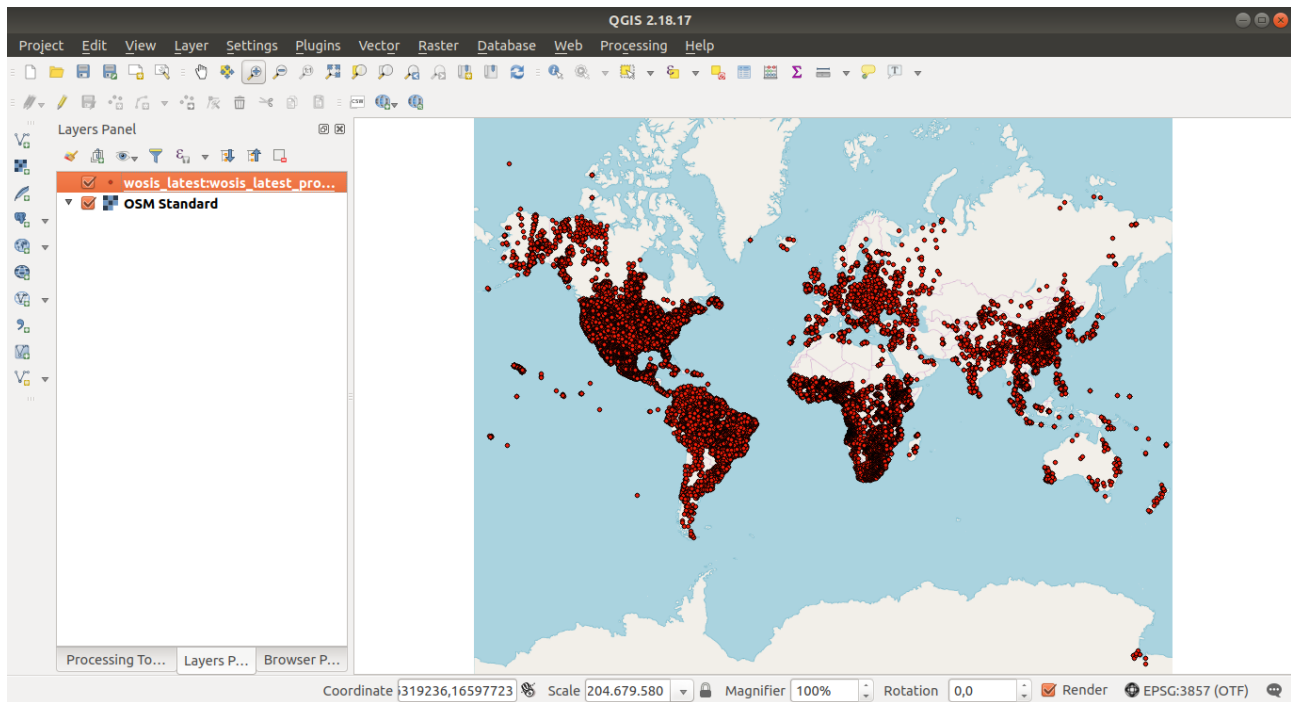 QGIS 2.18.17
Project Edit View Layer Settings Plugins Vector Raster Database Web Processing Help
CSW
Layers Panel
wosis_latest:wosis_latest_pro...
OSM Standard
Processing To... Layers P... Browser P...
Coordinate 319236,16597723 Scale 204.679.580 Magnifier 100% Rotation 0,0 Render EPSG:3857 (OTF)